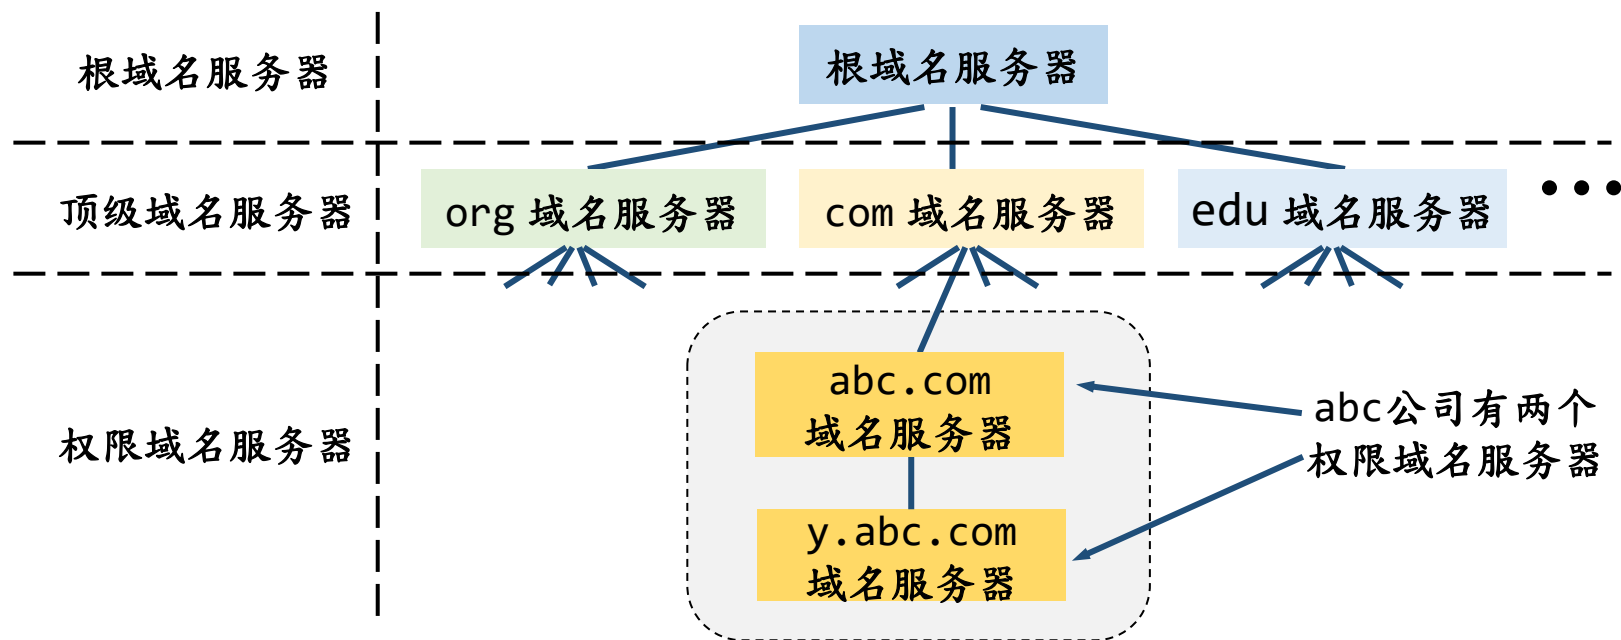 根域名服务器
根域名服务器
顶级域名服务器
org 域名服务器
com 域名服务器
edu 域名服务器
•••
权限域名服务器
abc.com
域名服务器
y.abc.com
域名服务器
abc公司有两个
权限域名服务器